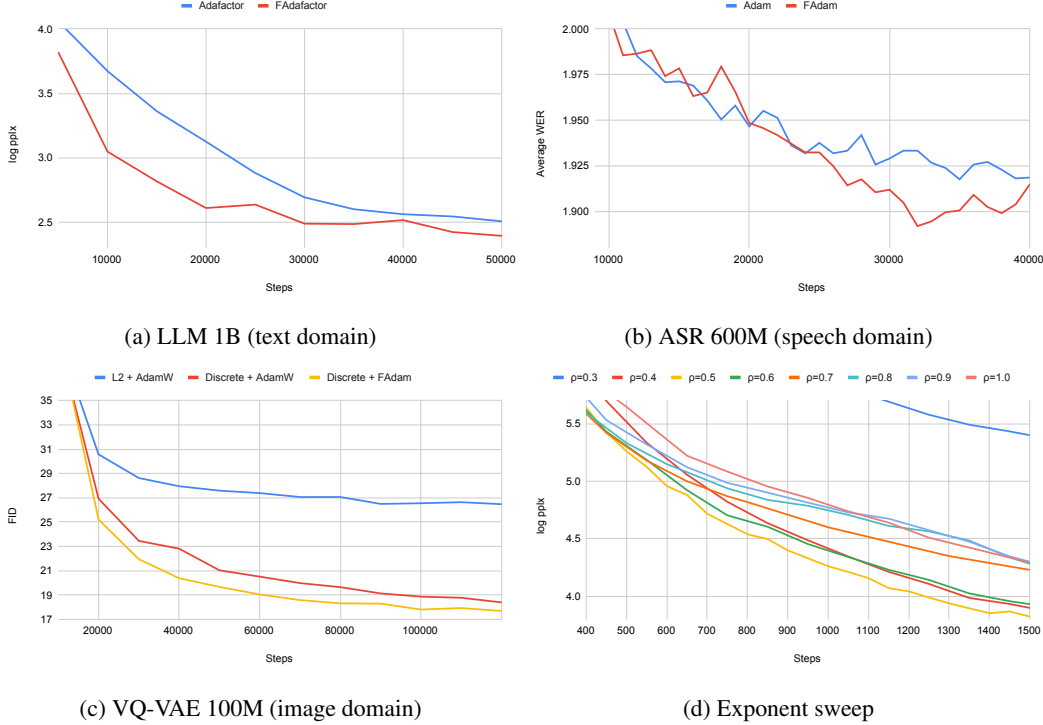 Adafactor FAdafactor
4.0
3.5
3.0
2.5
log pplx
10000 20000 30000 40000 50000
Steps
(a) LLM 1B (text domain)
Adam FAdam
2.000
1.975
1.950
1.925
1.900
Average WER
10000 20000 30000 40000
Steps
(b) ASR 600M (speech domain)
L2 + AdamW Discrete + AdamW Discrete + FAdam
35
33
31
29
27
25
23
21
19
17
FID
20000 40000 60000 80000 100000
Steps
(c) VQ-VAE 100M (image domain)
ρ=0.3 ρ=0.4 ρ=0.5 ρ=0.6 ρ=0.7 ρ=0.8 ρ=0.9 ρ=1.0
5.5
5.0
4.5
4.0
log pplx
400 500 600 700 800 900 1000 1100 1200 1300 1400 1500
Steps
(d) Exponent sweep